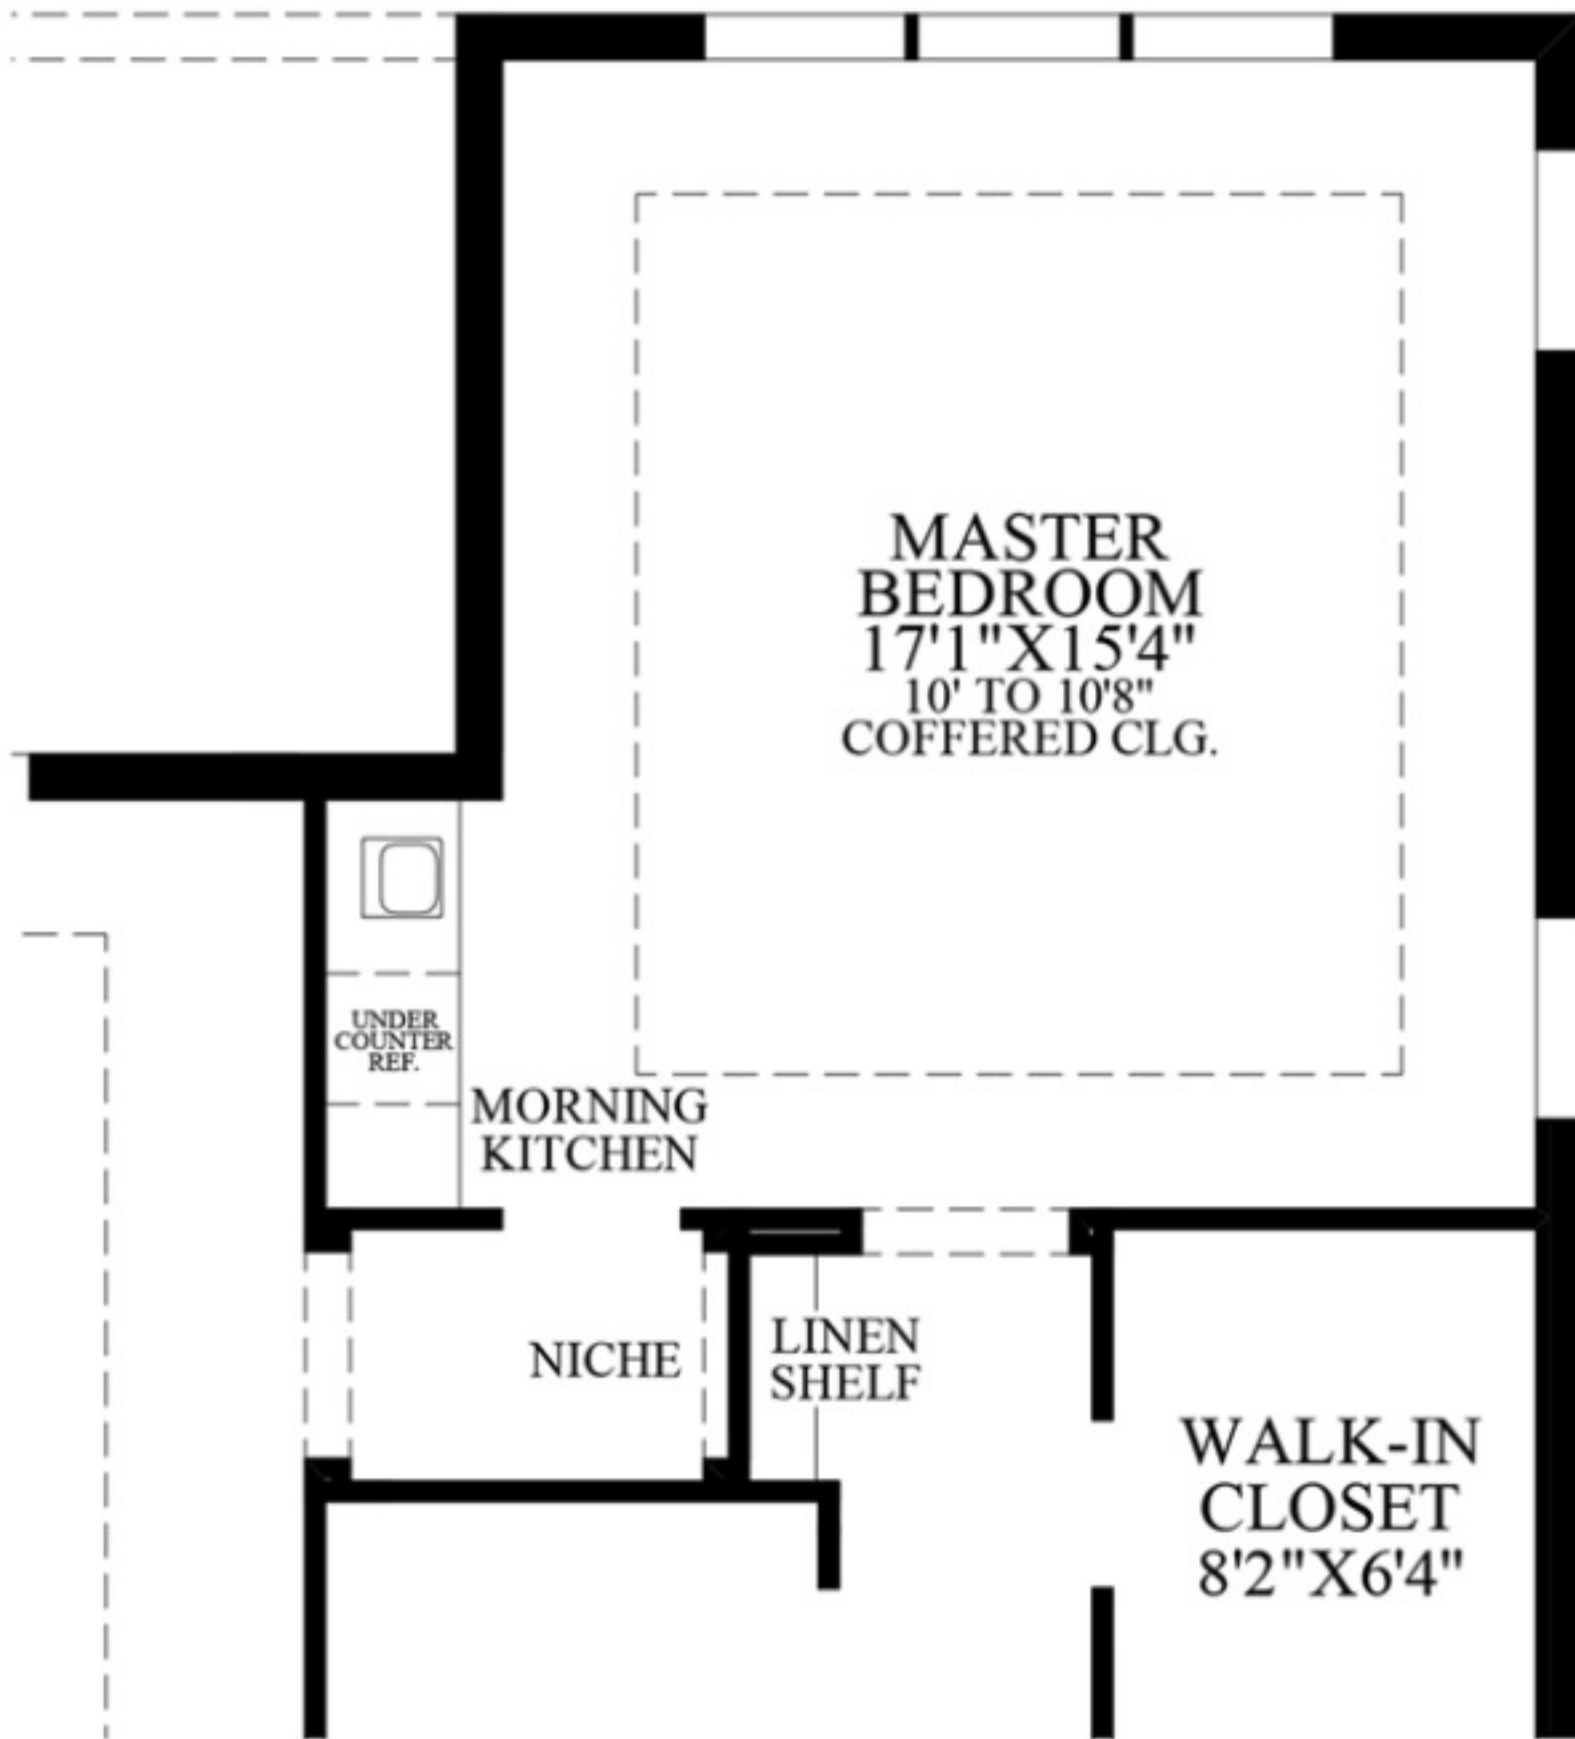 MASTER
BEDROOM
17'1"X15'4"
10' TO 10'8"
COFFERED CLG.
UNDER
COUNTER
REF.
MORNING
KITCHEN
NICHE
LINEN
SHELF
WALK-IN
CLOSET
8'2"X6'4"